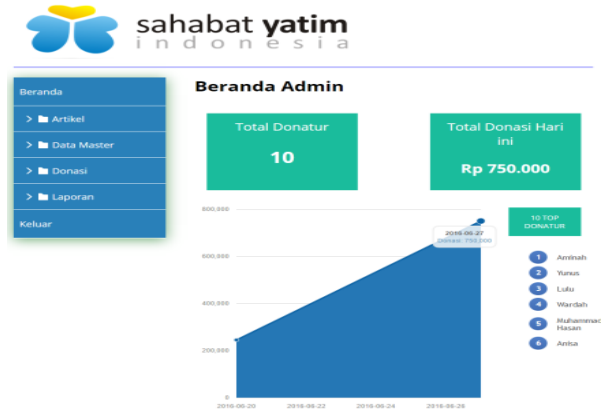 sahabat yatim
indonesia
Beranda
Artikel
Data Master
Donasi
Laporan
Keluar
Beranda Admin
Total Donatur
10
Total Donasi Hari
ini
Rp 750.000
800,000
600,000
400,000
200,000
0
2016-06-20
2016-06-22
2016-06-24
2016-06-26
2016-06-27
Donasi: 750,000
10 TOP
DONATUR
1 Aminah
2 Yunus
3 Lulu
4 Wardah
5 Muhammad
Hasan
6 Anisa